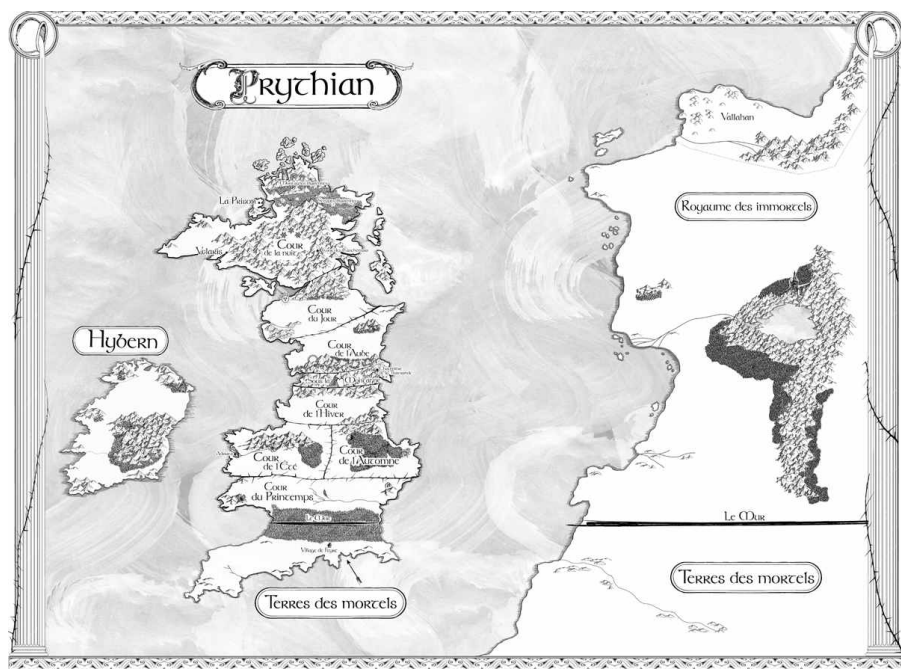 Prythian
Vallahan
La Prison
Royaume des immortels
Velaris
Cour
de la nuit
Cour
du Jour
Hybern
Cour
de l'Aube
Cour
de l'Hiver
Cour
de l'Été
Cour
de l'Automne
Cour
du Printemps
Le Mur
Le Mur
Village de Feyre
Terres des mortels
Terres des mortels